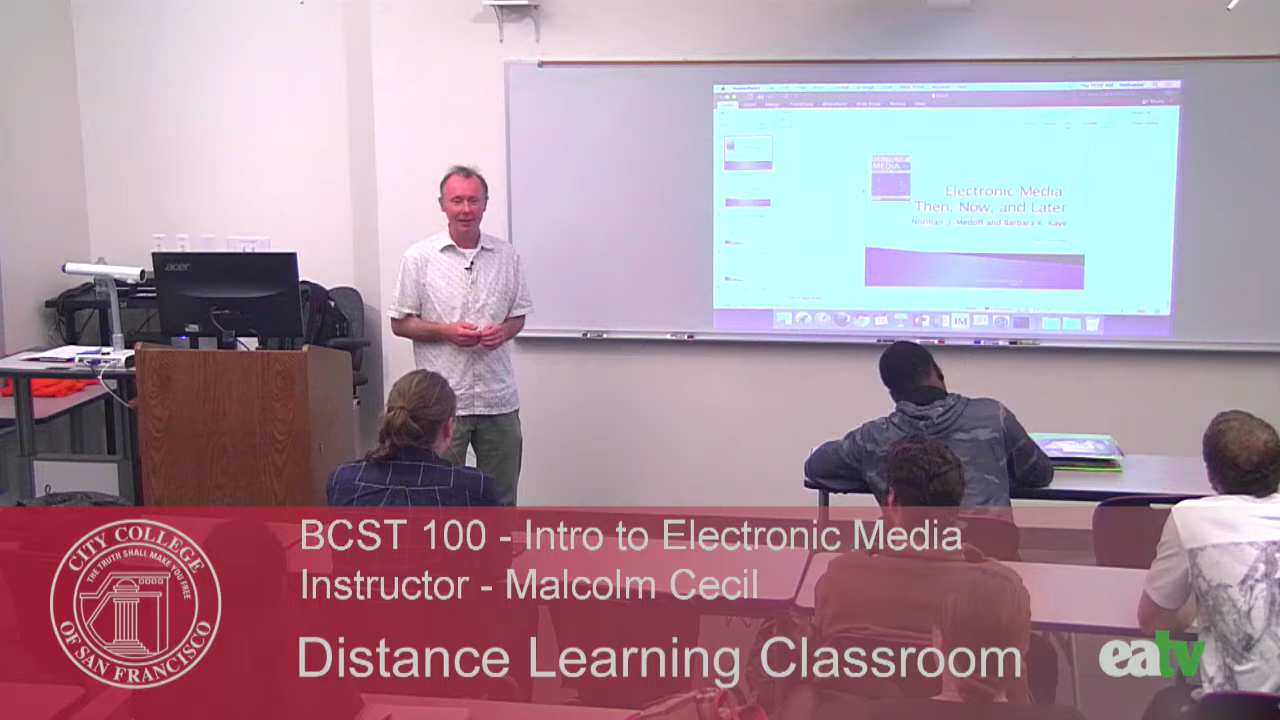 acer
Electronic Media
Then, Now, and Later
Norman J. Medoff and Barbara K. Kaye
IM
BCST 100 - Intro to Electronic Media
Instructor - Malcolm Cecil
Distance Learning Classroom
CITY COLLEGE
OF SAN FRANCISCO
THE TRUTH SHALL MAKE YOU FREE
eatv